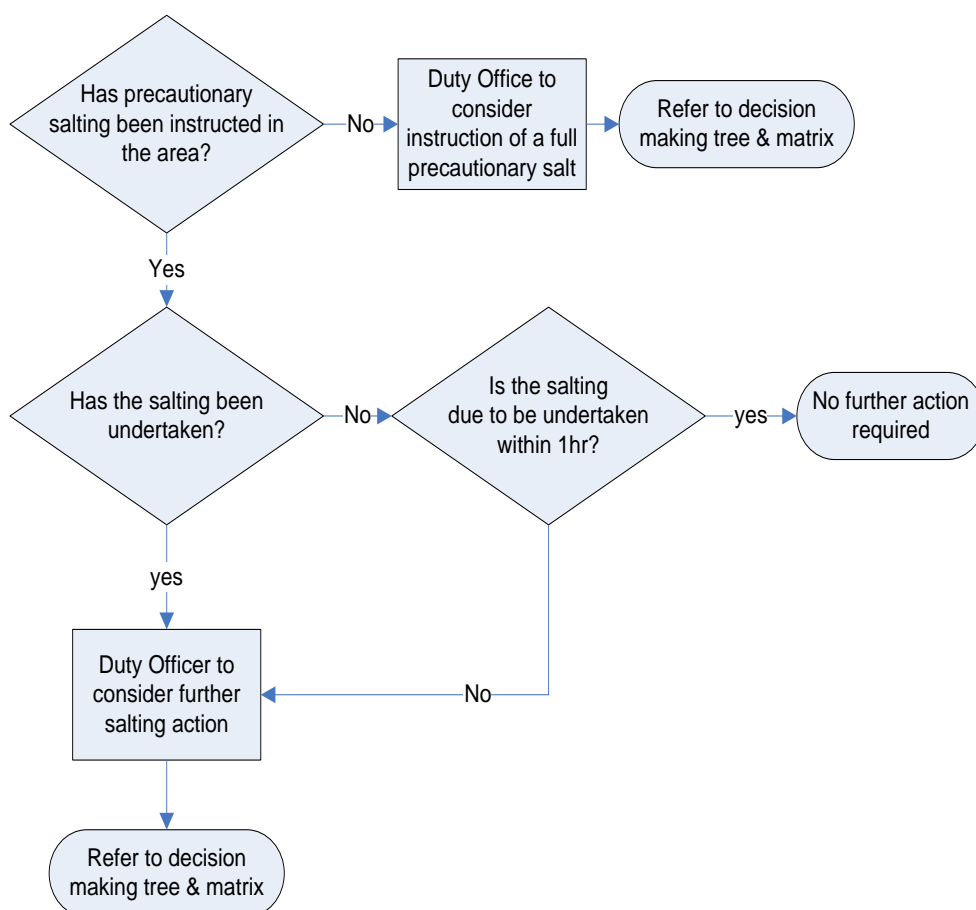 Has precautionary
salting been instructed in
the area?
No
Duty Office to
consider
instruction of a full
precautionary salt
Refer to decision
making tree & matrix
Yes
Has the salting been
undertaken?
No
Is the salting
due to be undertaken
within 1hr?
yes
No further action
required
yes
Duty Officer to
consider further
salting action
No
Refer to decision
making tree & matrix